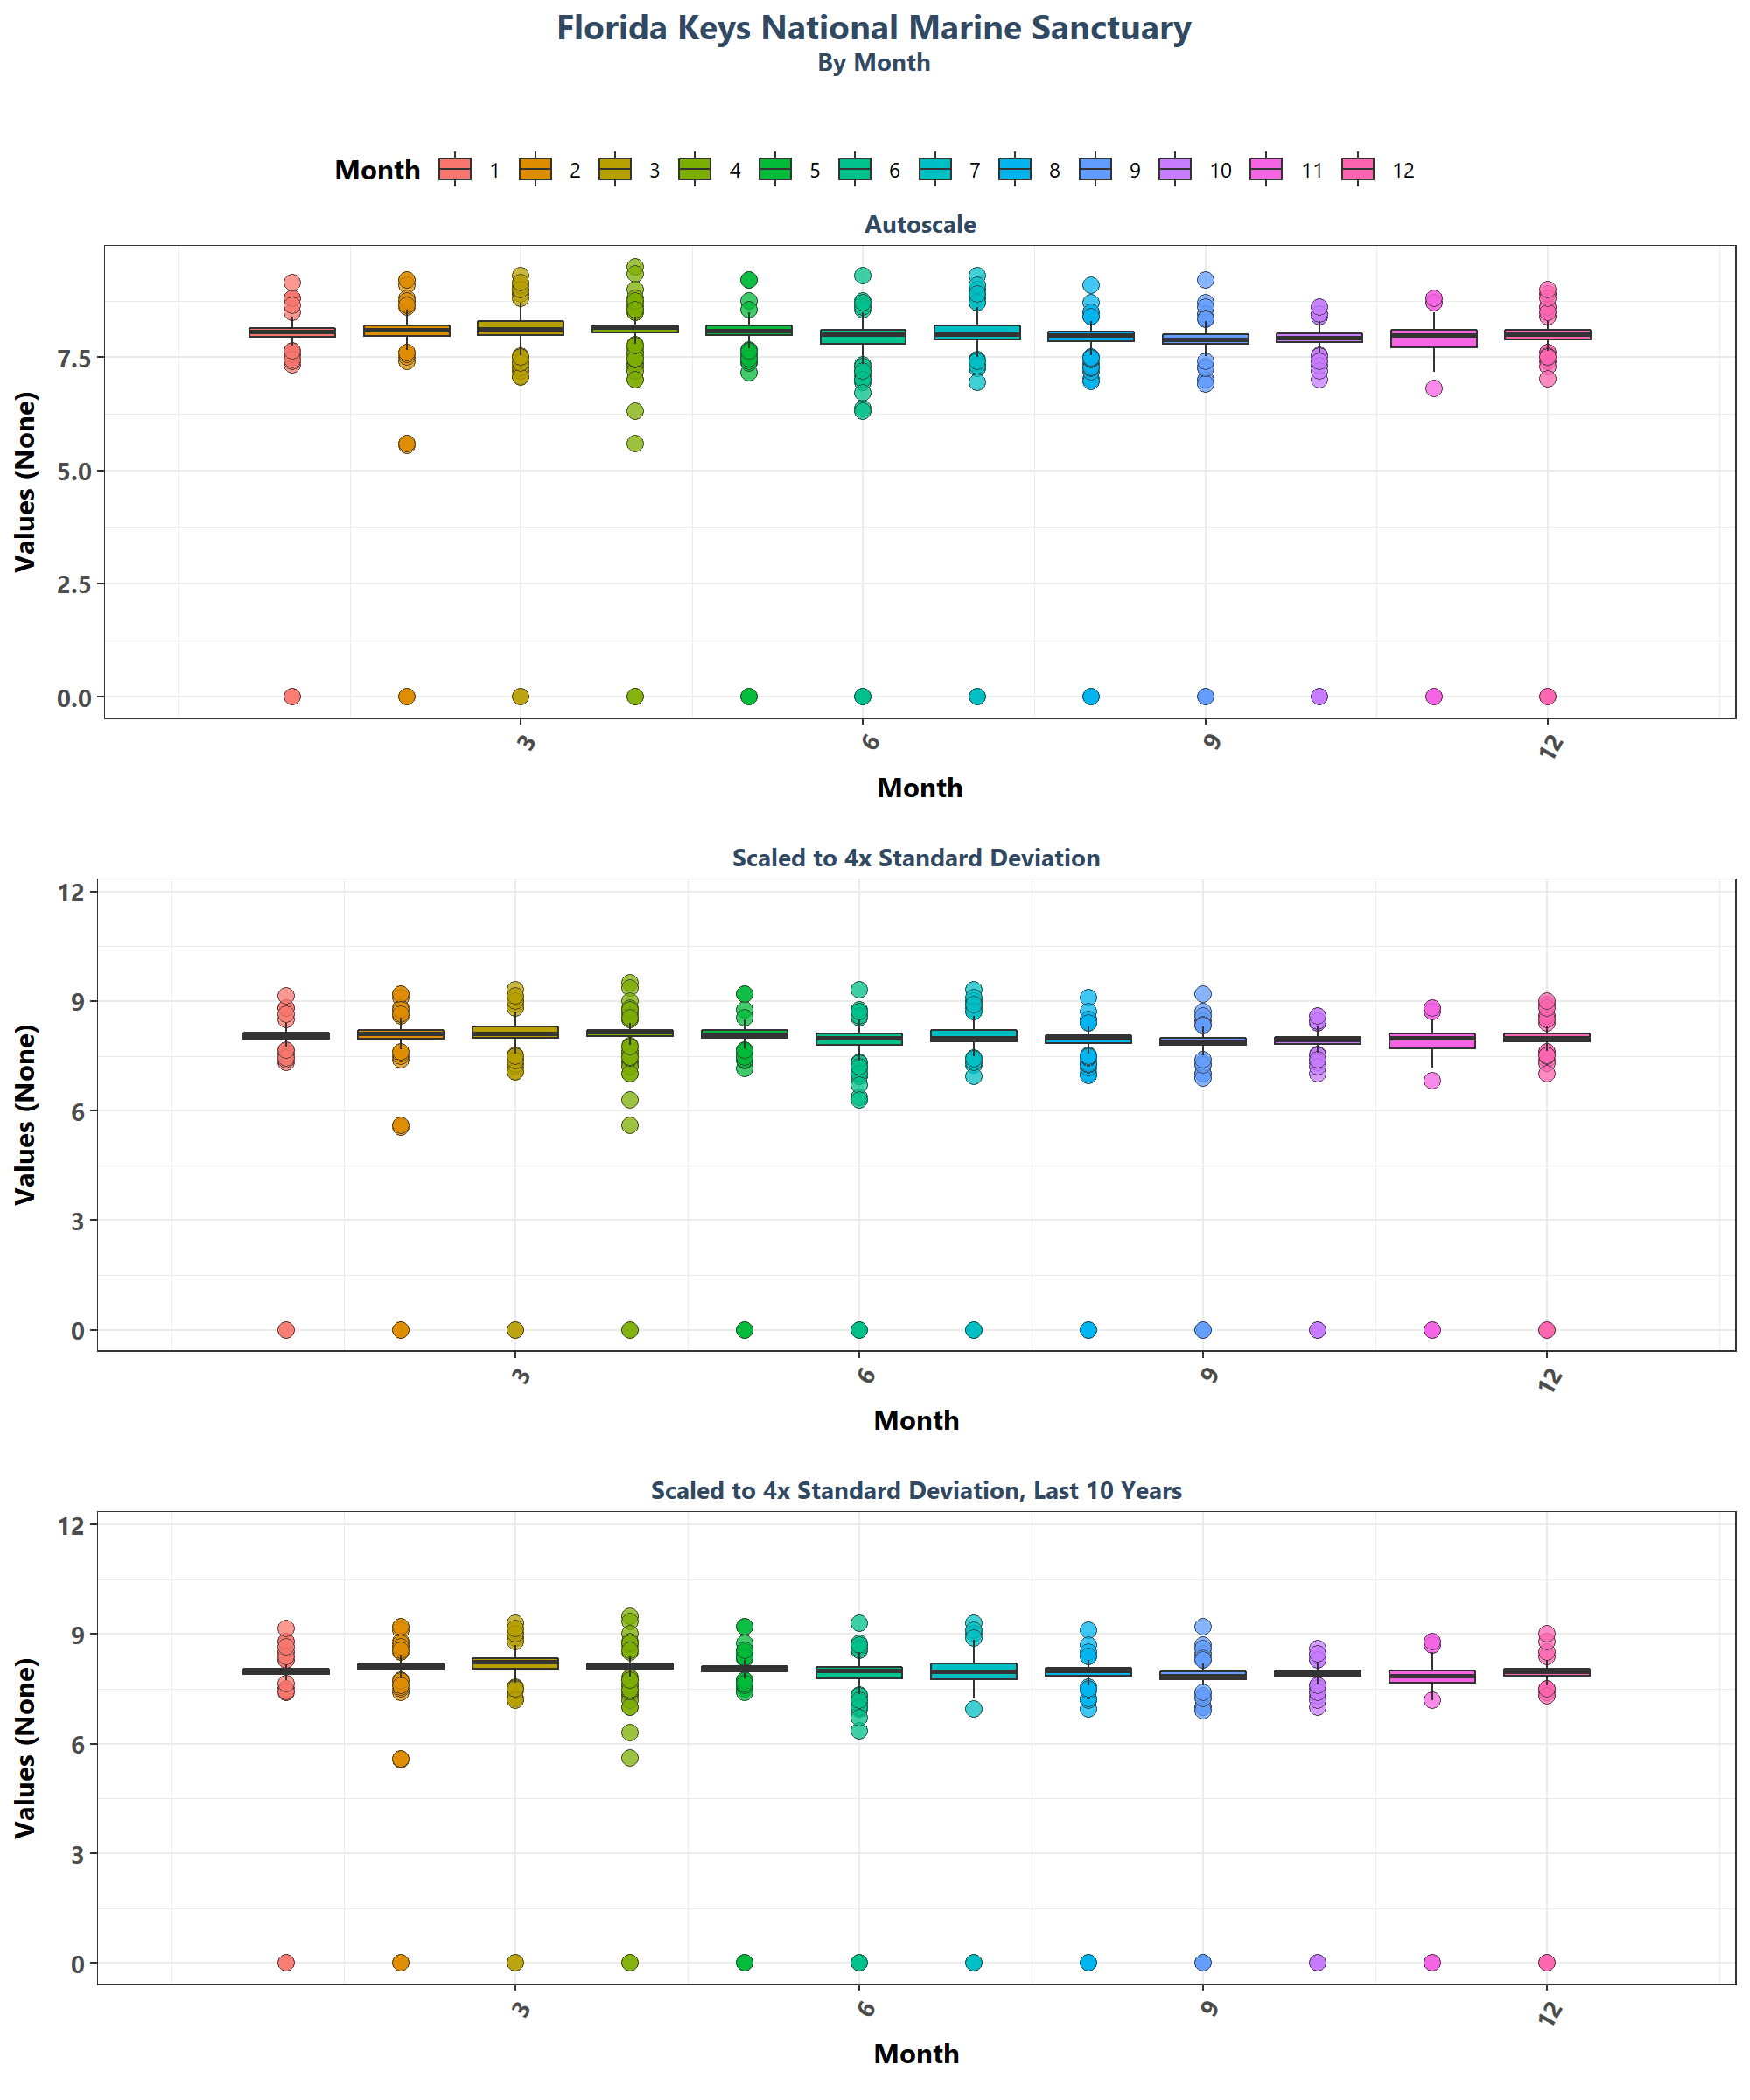 Florida Keys National Marine Sanctuary
By Month
Month 1 2 3 4 5 6 7 8 9 10 11 12
Autoscale
7.5
5.0
2.5
0.0
Values (None)
3 6 9 12
Month
Scaled to 4x Standard Deviation
12
9
6
3
0
Values (None)
3 6 9 12
Month
Scaled to 4x Standard Deviation, Last 10 Years
12
9
6
3
0
Values (None)
3 6 9 12
Month